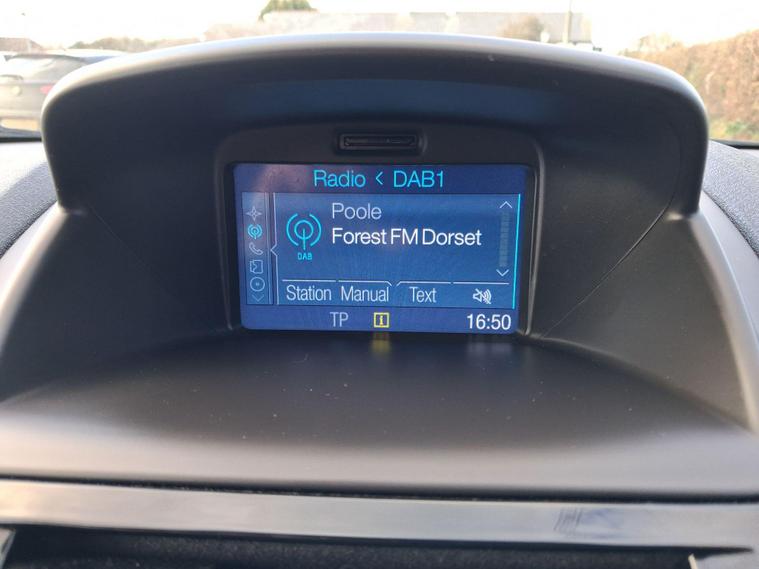 Radio < DAB1
Poole
Forest FM Dorset
DAB
Station Manual Text
TP i 16:50